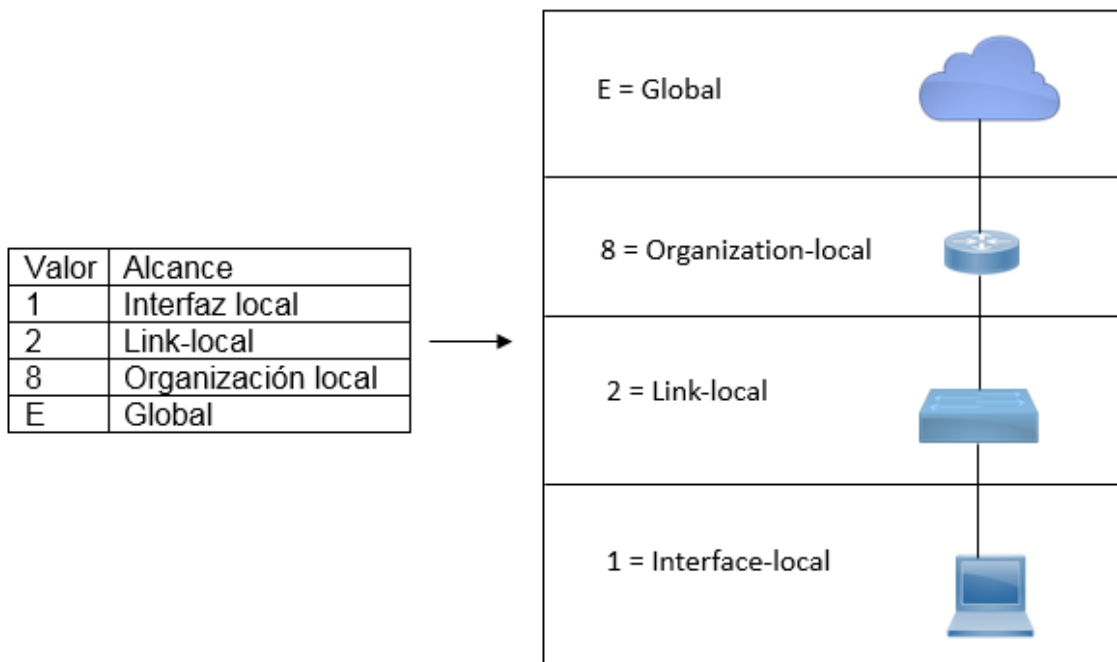 Valor Alcance
1 Interfaz local
2 Link-local
8 Organización local
E Global
E = Global
8 = Organization-local
2 = Link-local
1 = Interface-local